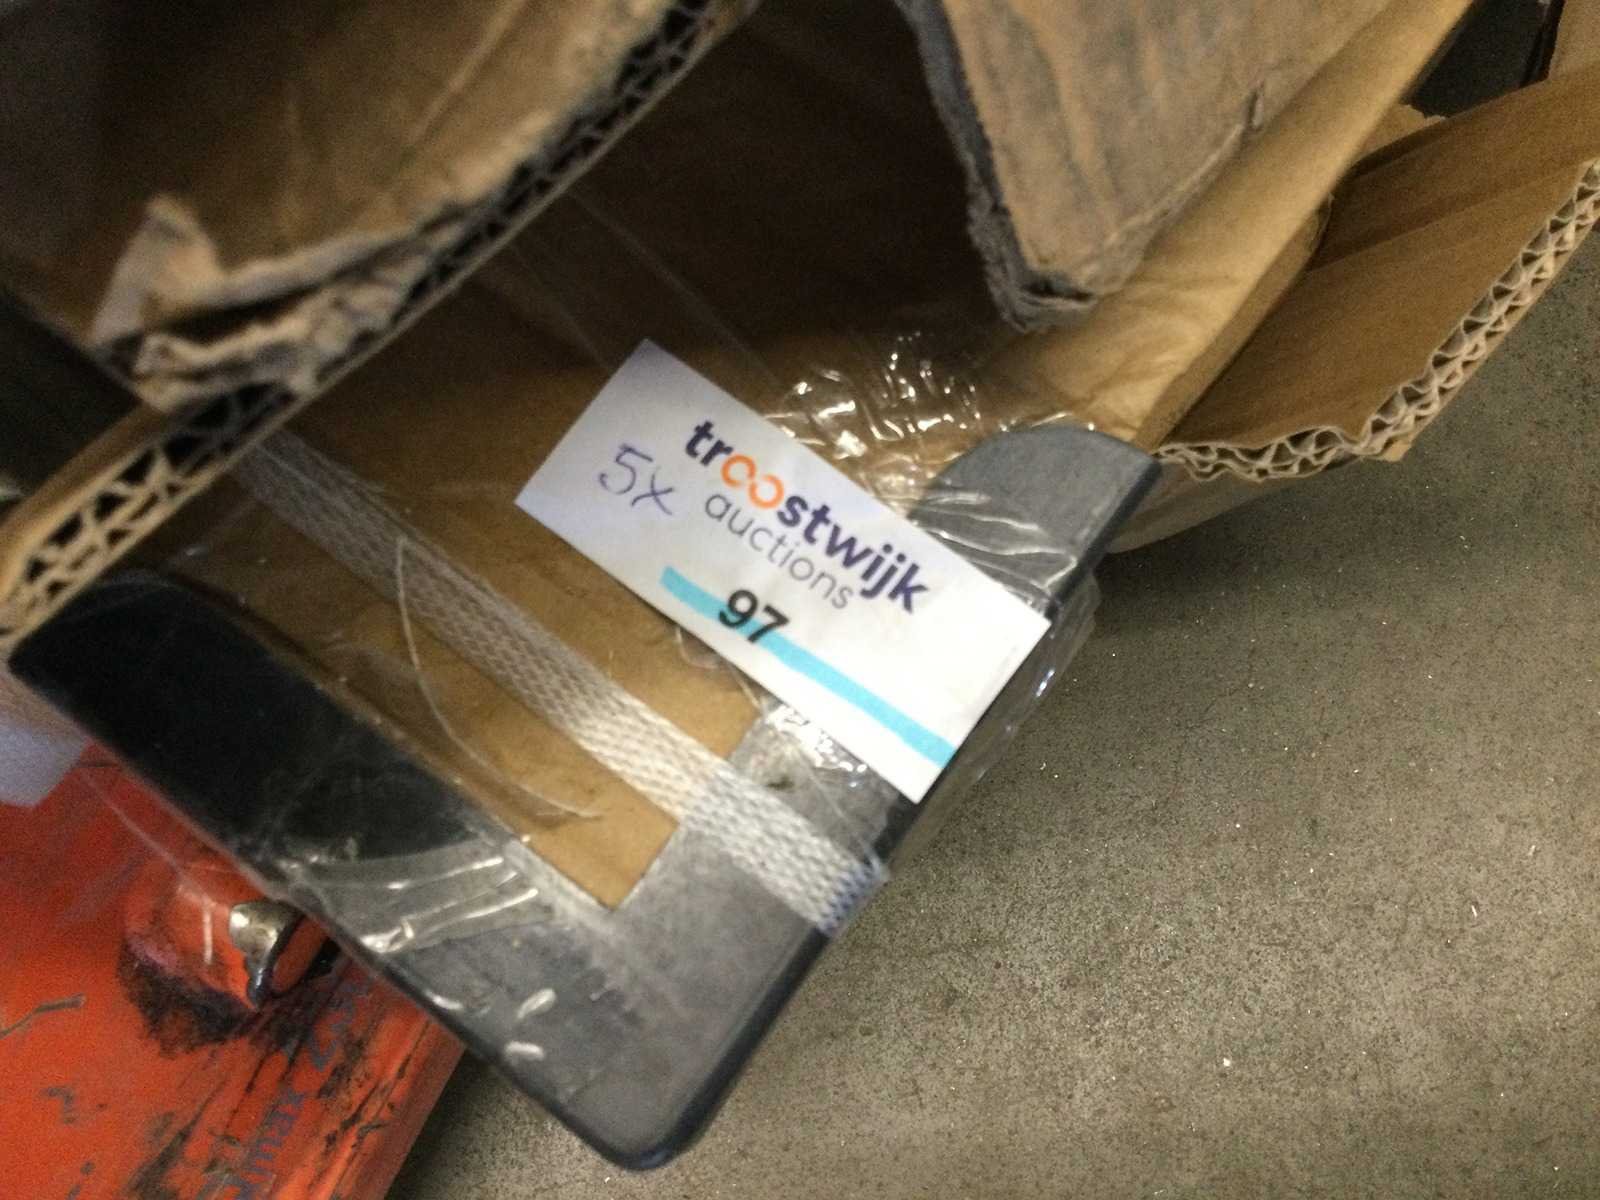 troostwijk
5x auctions
97